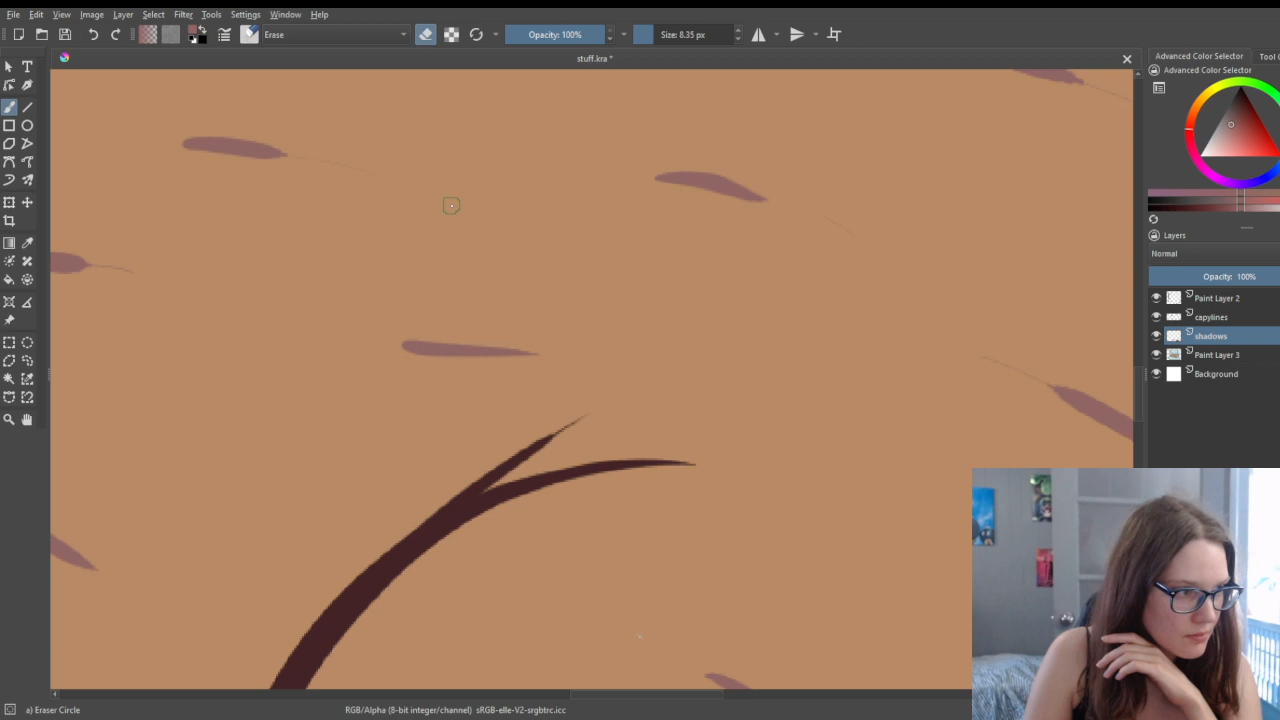 File Edit View Image Layer Select Filter Tools Settings Window Help
Erase Opacity: 100% Size: 8.35 px
stuff.kra *
Advanced Color Selector Tool
Advanced Color Selector
Layers
Normal
Opacity: 100%
Paint Layer 2
capylines
shadows
Paint Layer 3
Background
a) Eraser Circle RGB/Alpha (8-bit integer/channel) sRGB-elle-V2-srgbtrc.icc